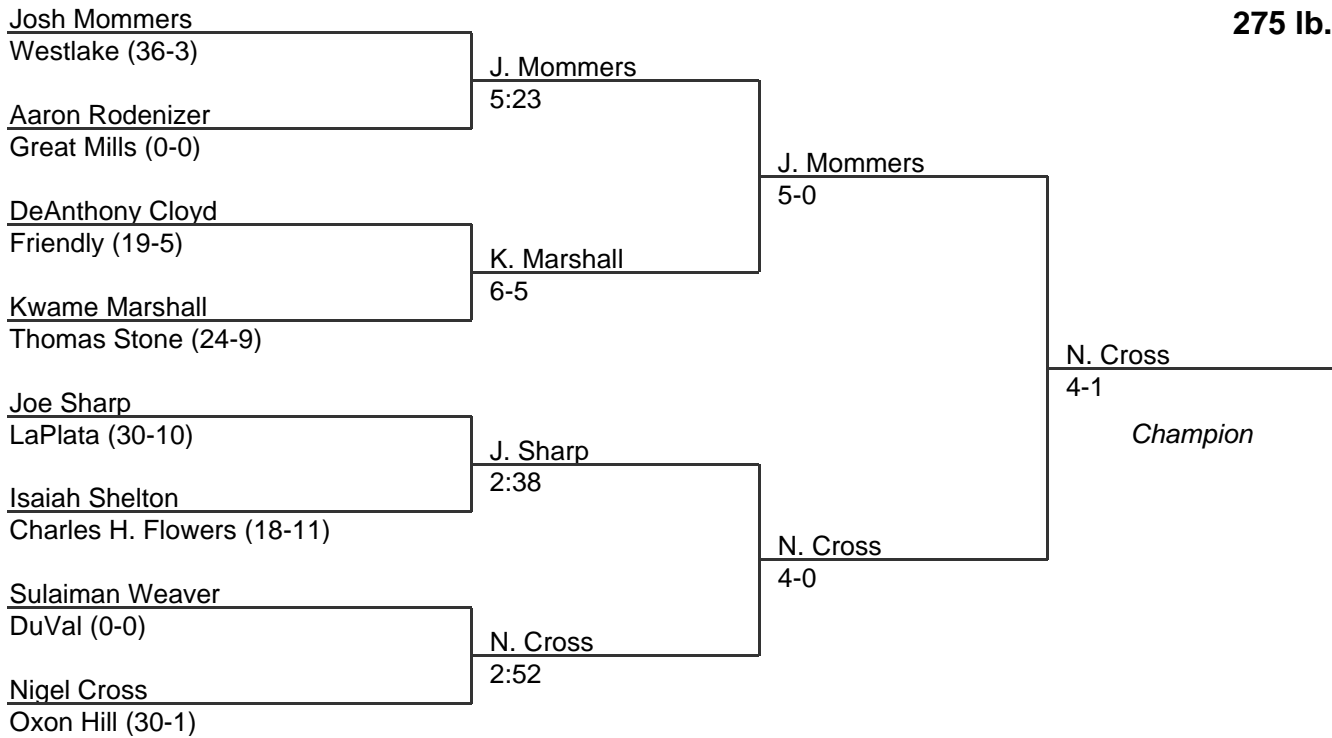 275 lb.
Josh Mommers
Westlake (36-3)
J. Mommers
5:23
Aaron Rodenizer
Great Mills (0-0)
J. Mommers
5-0
DeAnthony Cloyd
Friendly (19-5)
K. Marshall
6-5
Kwame Marshall
Thomas Stone (24-9)
N. Cross
4-1
Champion
Joe Sharp
LaPlata (30-10)
J. Sharp
2:38
Isaiah Shelton
Charles H. Flowers (18-11)
N. Cross
4-0
Sulaiman Weaver
DuVal (0-0)
N. Cross
2:52
Nigel Cross
Oxon Hill (30-1)